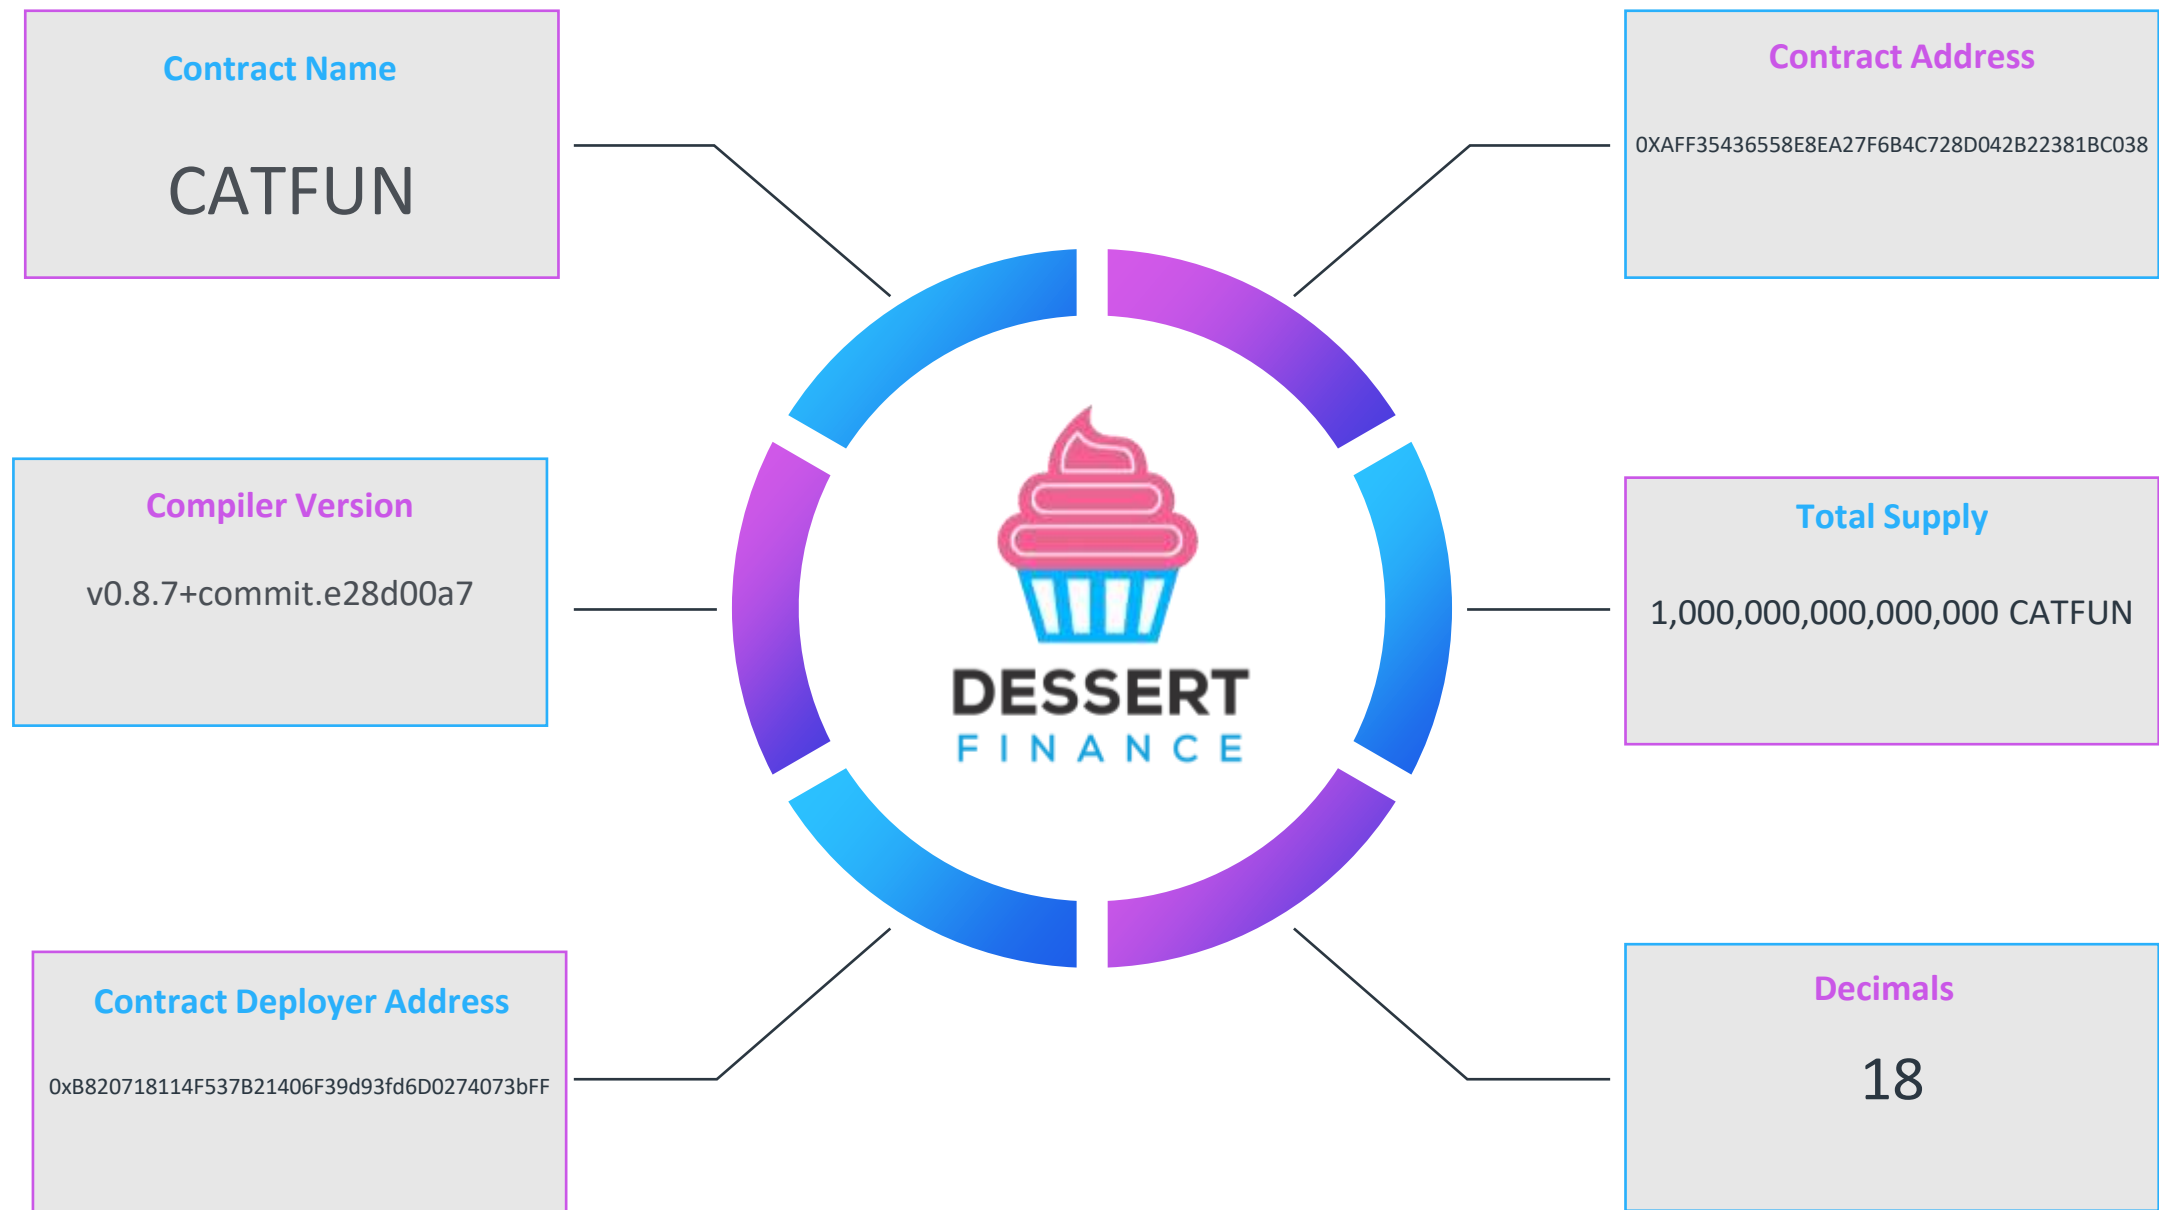 Contract Name
CATFUN
Contract Address
0XAFF35436558E8EA27F6B4C728D042B22381BC038
Compiler Version
v0.8.7+commit.e28d00a7
Total Supply
1,000,000,000,000,000 CATFUN
DESSERT
FINANCE
Contract Deployer Address
0xB820718114F537B21406F39d93fd6D0274073bFF
Decimals
18